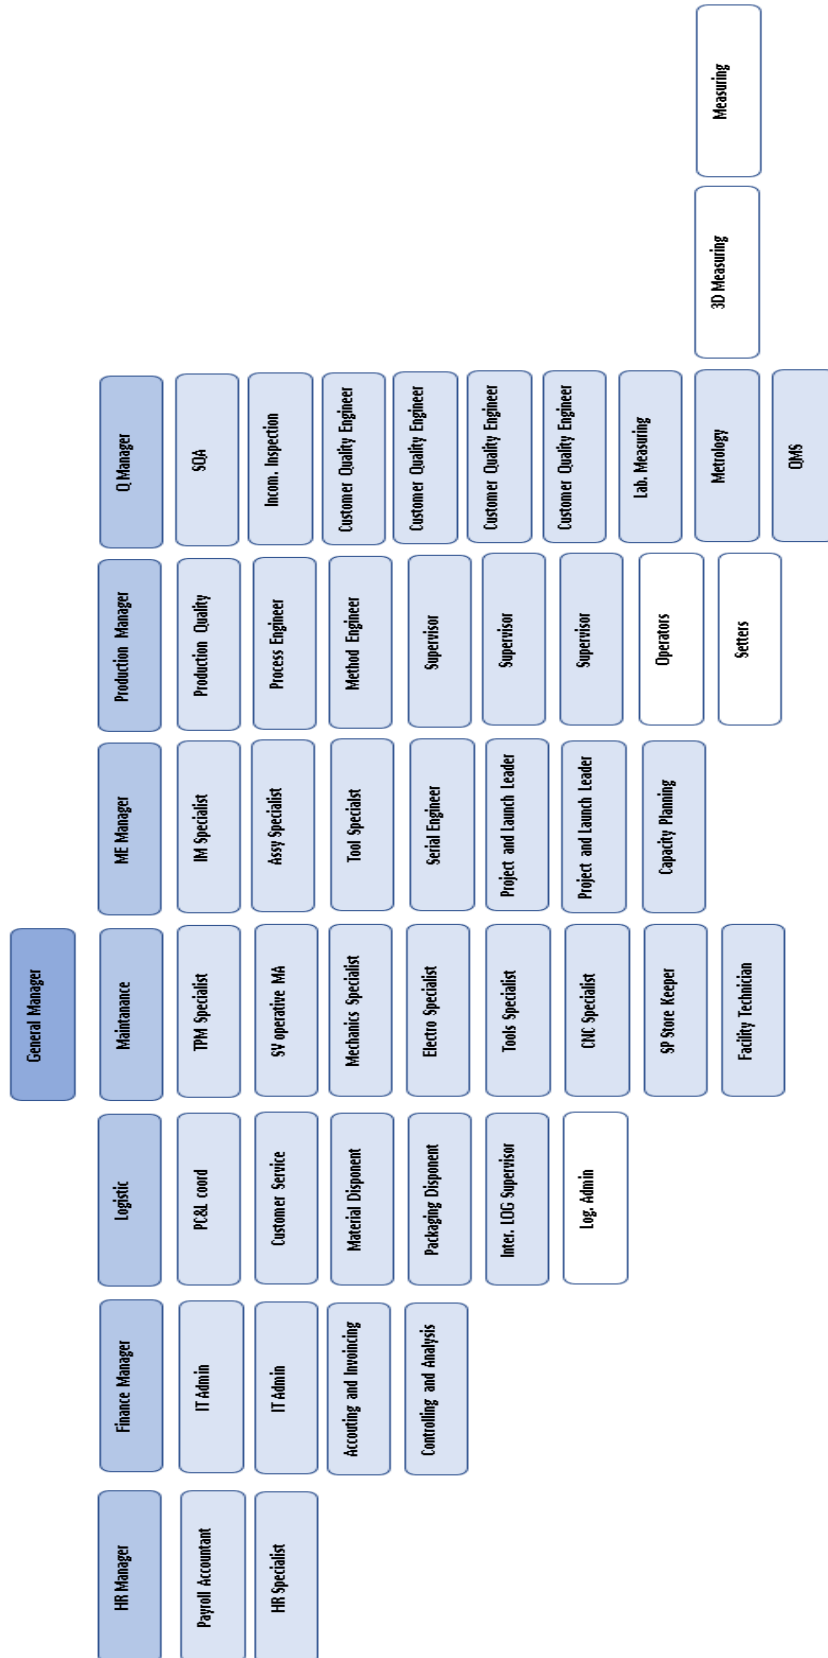 General Manager
HR Manager
Finance Manager
Logistic
Maintanance
ME Manager
Production Manager
Q Manager
Payroll Accountant
IT Admin
PC&L coord
TPM Specialist
IM Specialist
Production Quality
SQA
HR Specialist
IT Admin
Customer Service
SV operative MA
Assy Specialist
Process Engineer
Incom. Inspection
Accouting and Invoincing
Material Disponent
Mechanics Specialist
Tool Specialst
Method Engineer
Customer Quality Engineer
Controlling and Analysis
Packaging Disponent
Electro Specialist
Serial Engineer
Supervisor
Customer Quality Engineer
Inter. LOG Supervisor
Tools Specialist
Project and Launch Leader
Supervisor
Customer Quality Engineer
Log. Admin
CNC Specialist
Project and Launch Leader
Supervisor
Customer Quality Engineer
SP Store Keeper
Capacity Planning
Operators
Lab. Measuring
Facility Technician
Setters
Metrology
3D Measuring
Measuring
QMS